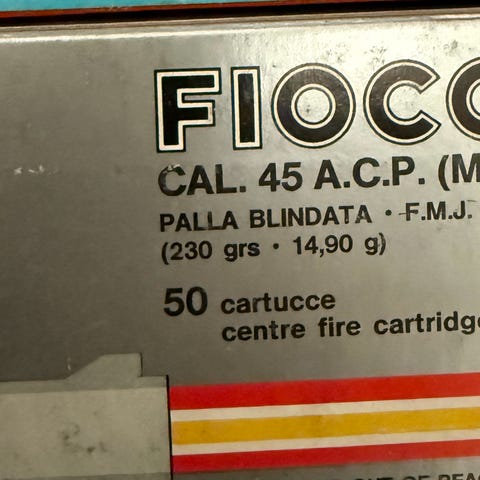 FIOCC
CAL. 45 A.C.P. (M
PALLA BLINDATA • F.M.J.
(230 grs • 14,90 g)
50 cartucce
centre fire cartridg